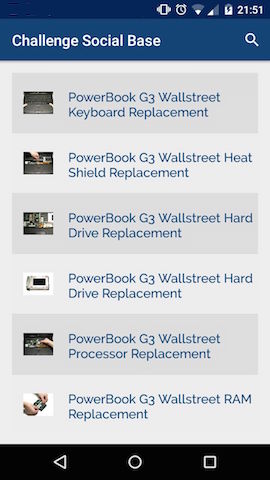 21:51
Challenge Social Base
PowerBook G3 Wallstreet
Keyboard Replacement
PowerBook G3 Wallstreet Heat
Shield Replacement
PowerBook G3 Wallstreet Hard
Drive Replacement
PowerBook G3 Wallstreet Hard
Drive Replacement
PowerBook G3 Wallstreet
Processor Replacement
PowerBook G3 Wallstreet RAM
Replacement